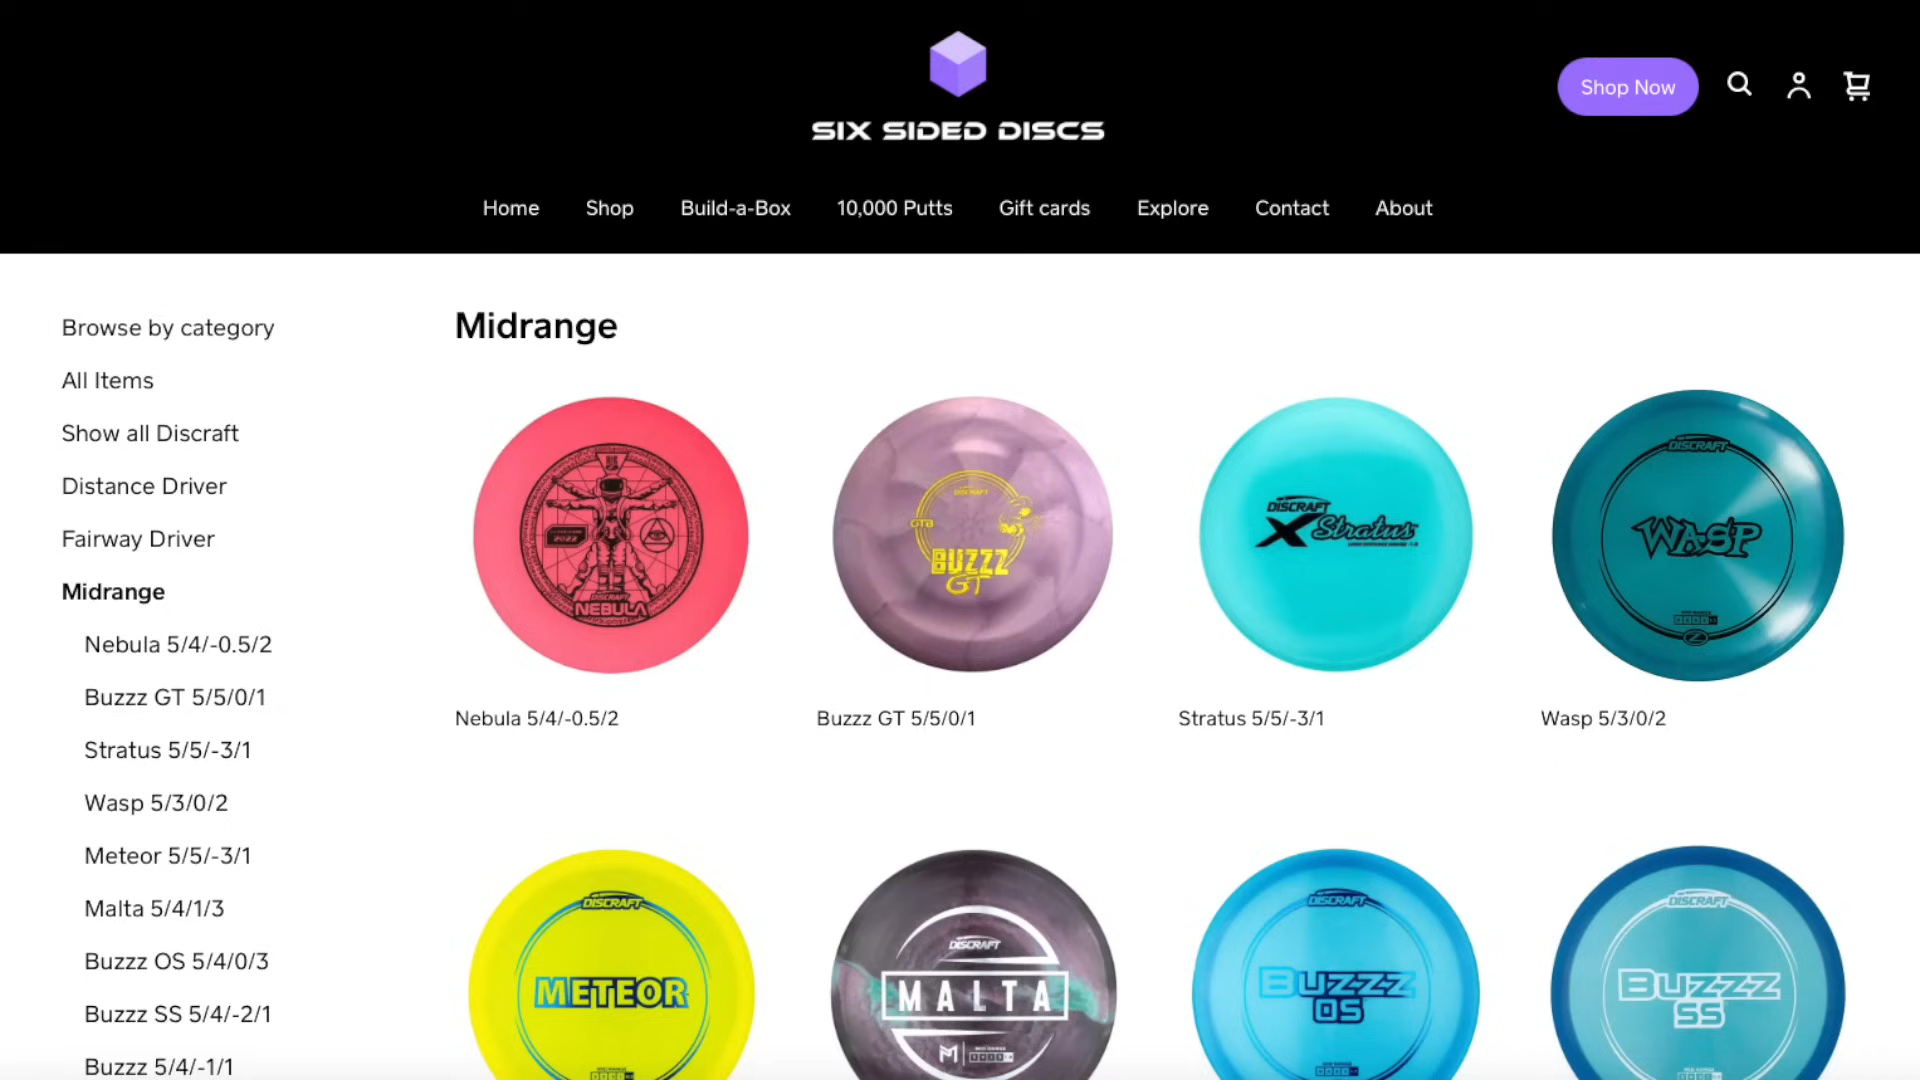 SIX SIDED DISCS
Shop Now
Home Shop Build-a-Box 10,000 Putts Gift cards Explore Contact About
Browse by category
All Items
Show all Discraft
Distance Driver
Fairway Driver
Midrange
Nebula 5/4/-0.5/2
Buzzz GT 5/5/0/1
Stratus 5/5/-3/1
Wasp 5/3/0/2
Meteor 5/5/-3/1
Malta 5/4/1/3
Buzzz OS 5/4/0/3
Buzzz SS 5/4/-2/1
Buzzz 5/4/-1/1
Midrange
2022
DISCRAFT
NEBULA
DISCRAFT
OTB
BUZZZ
GT
DISCRAFT
X Stratus
DISCRAFT
WASP
Z
Nebula 5/4/-0.5/2
Buzzz GT 5/5/0/1
Stratus 5/5/-3/1
Wasp 5/3/0/2
DISCRAFT
METEOR
DISCRAFT
MALTA
DISCRAFT
BUZZZ
OS
DISCRAFT
BUZZZ
SS